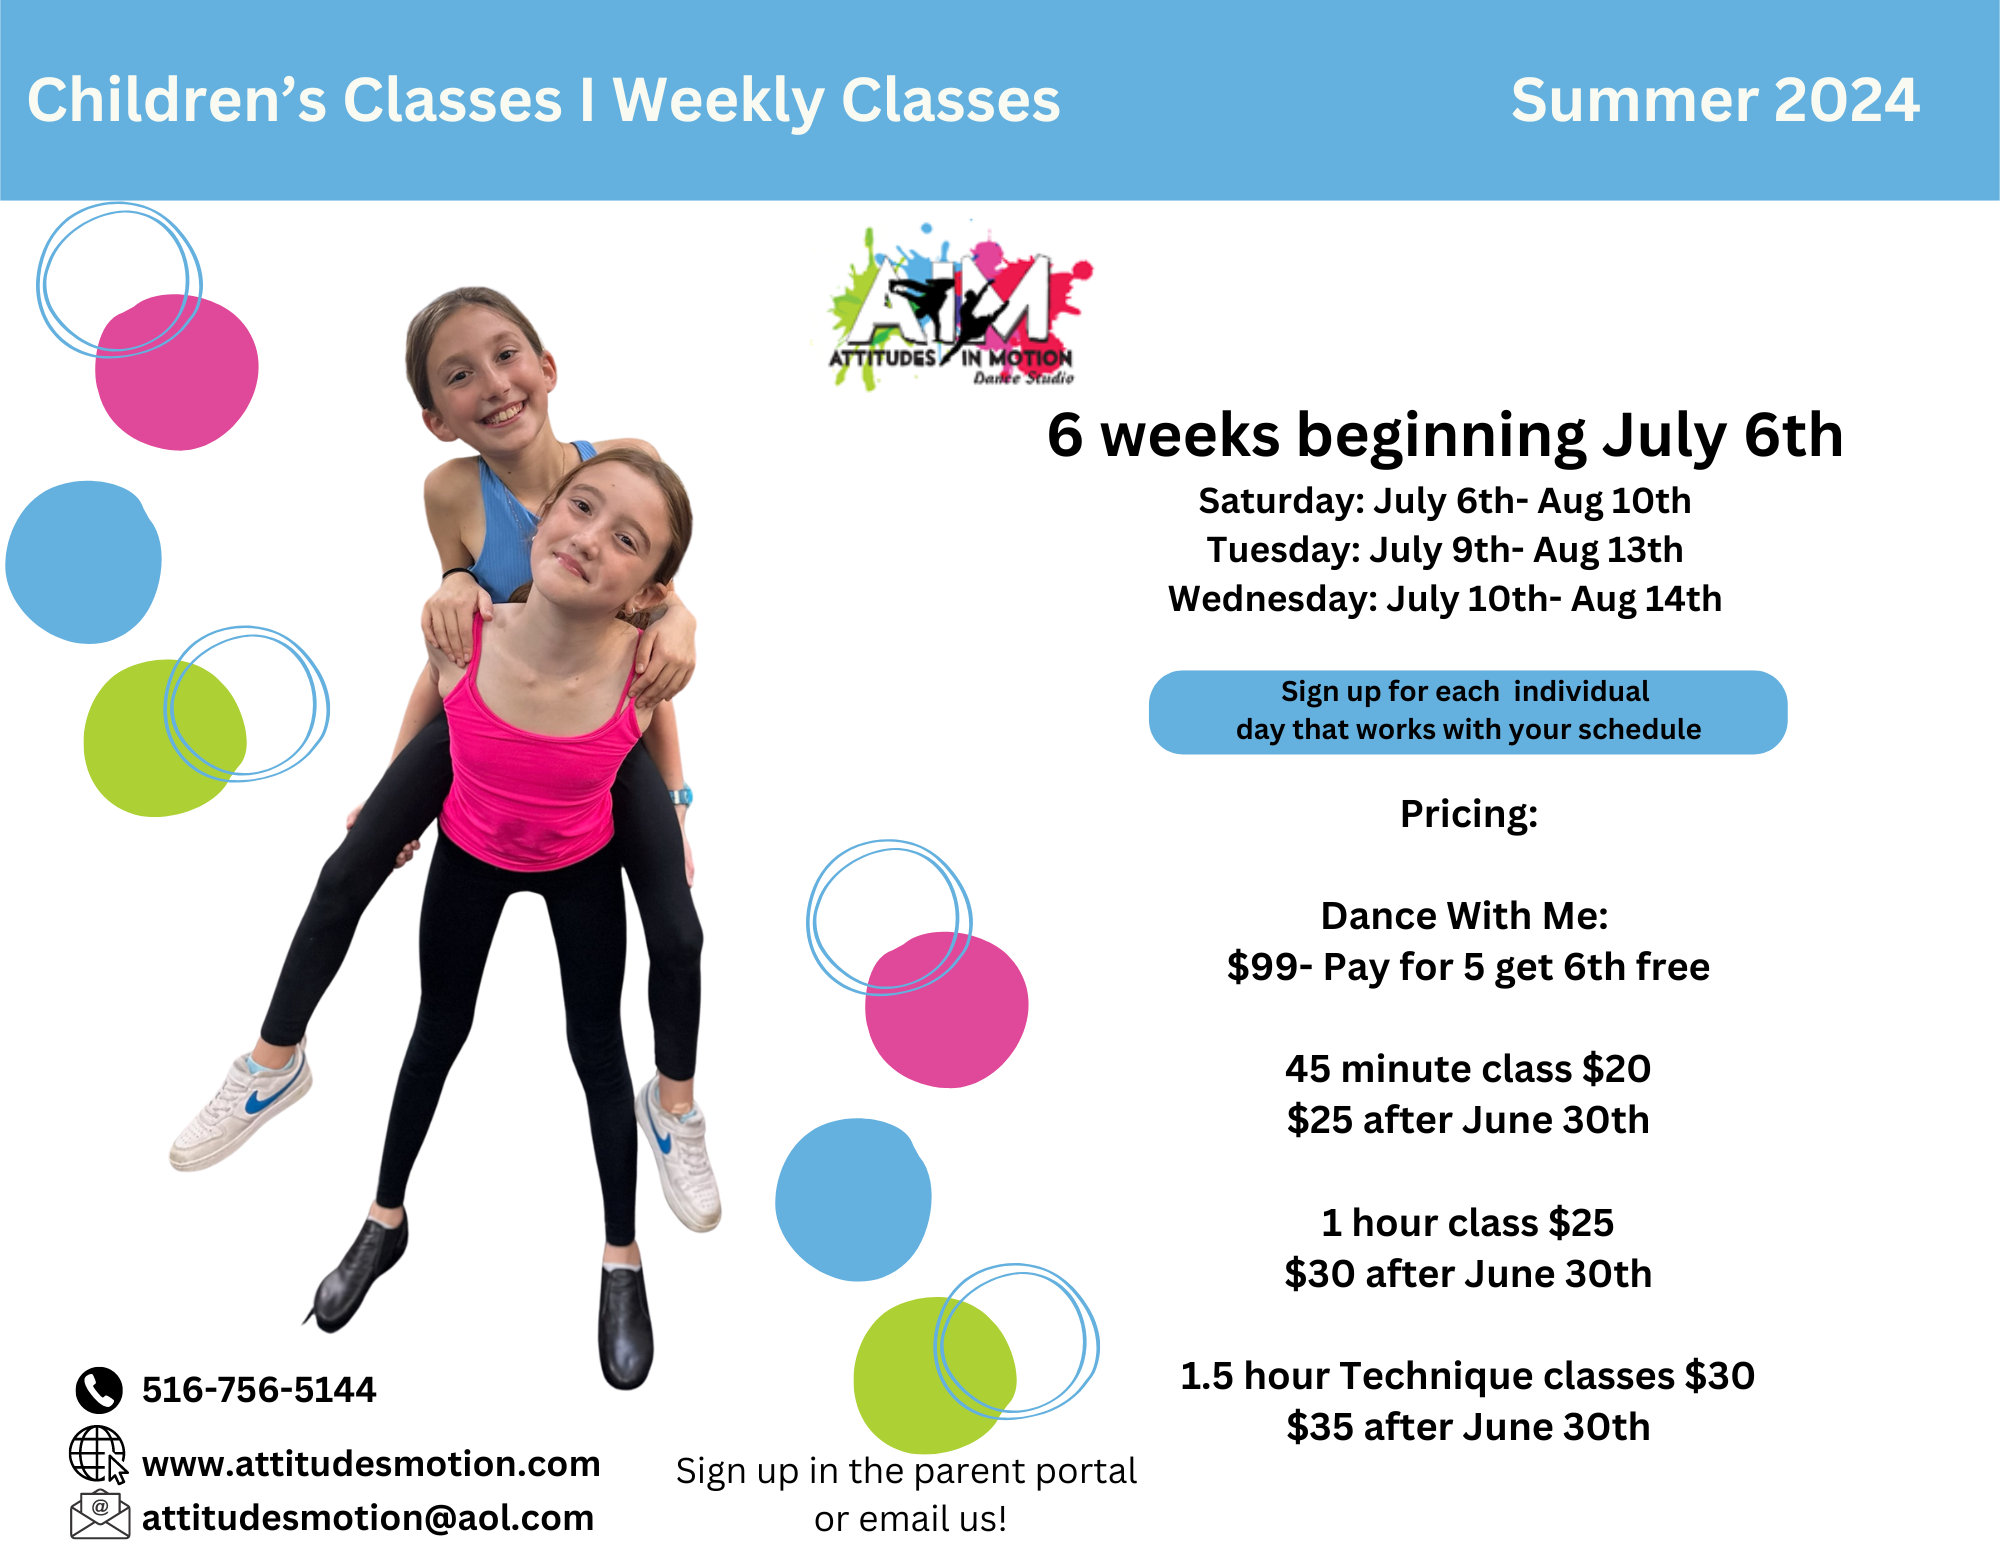 Children's Classes I Weekly Classes
Summer 2024
AIM
ATTITUDES IN MOTION
Dance Studio
6 weeks beginning July 6th
Saturday: July 6th- Aug 10th
Tuesday: July 9th- Aug 13th
Wednesday: July 10th- Aug 14th
Sign up for each  individual
day that works with your schedule
Pricing:
Dance With Me:
$99- Pay for 5 get 6th free
45 minute class $20
$25 after June 30th
1 hour class $25
$30 after June 30th
1.5 hour Technique classes $30
$35 after June 30th
516-756-5144
www.attitudesmotion.com
attitudesmotion@aol.com
Sign up in the parent portal
or email us!